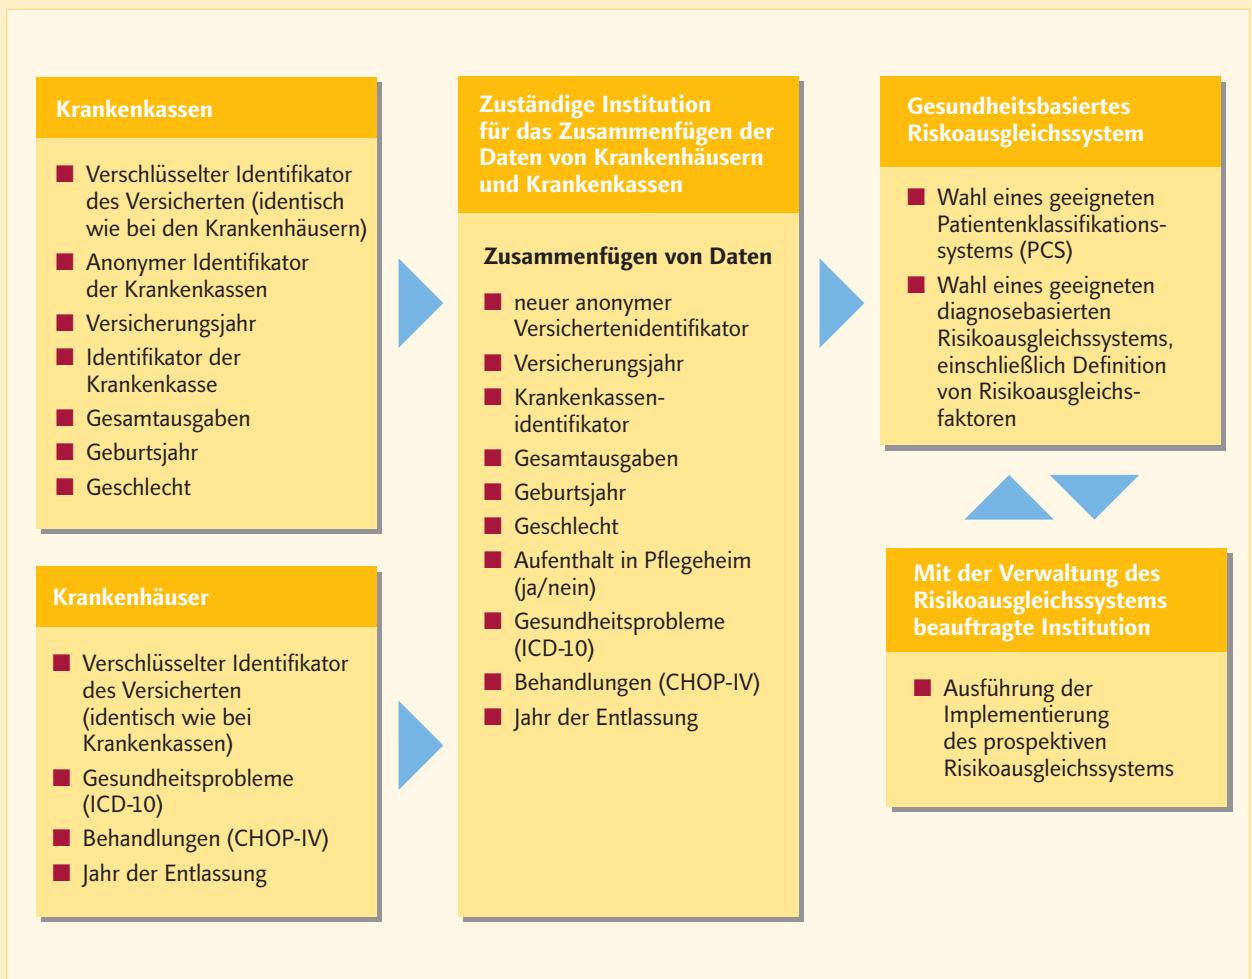 Krankenkassen
■ Verschlüsselter Identifikator
des Versicherten (identisch
wie bei den Krankenhäusern)
■ Anonymer Identifikator
der Krankenkassen
■ Versicherungsjahr
■ Identifikator der
Krankenkasse
■ Gesamtausgaben
■ Geburtsjahr
■ Geschlecht
Krankenhäuser
■ Verschlüsselter Identifikator
des Versicherten
(identisch wie bei
Krankenkassen)
■ Gesundheitsprobleme
(ICD-10)
■ Behandlungen (CHOP-IV)
■ Jahr der Entlassung
Zuständige Institution
für das Zusammenfügen der
Daten von Krankenhäusern
und Krankenkassen
Zusammenfügen von Daten
■ neuer anonymer
Versichertenidentifikator
■ Versicherungsjahr
■ Krankenkassen-
identifikator
■ Gesamtausgaben
■ Geburtsjahr
■ Geschlecht
■ Aufenthalt in Pflegeheim
(ja/nein)
■ Gesundheitsprobleme
(ICD-10)
■ Behandlungen (CHOP-IV)
■ Jahr der Entlassung
Gesundheitsbasiertes
Riskoausgleichssystem
■ Wahl eines geeigneten
Patientenklassifikations-
systems (PCS)
■ Wahl eines geeigneten
diagnosebasierten
Risikoausgleichssystems,
einschließlich Definition
von Risikoausgleichs-
faktoren
Mit der Verwaltung des
Risikoausgleichssystems
beauftragte Institution
■ Ausführung der
Implementierung
des prospektiven
Risikoausgleichssystems